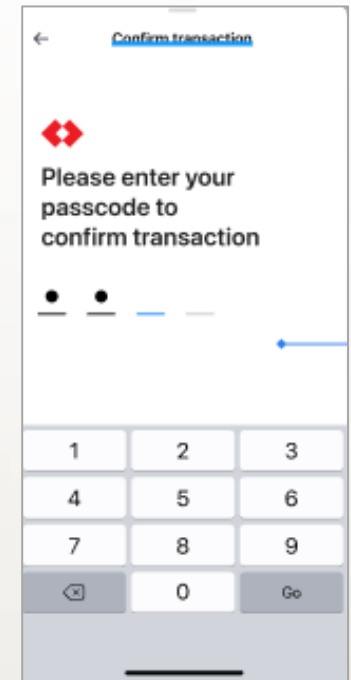 Confirm transaction
Please enter your
passcode to
confirm transaction
1 2 3
4 5 6
7 8 9
0 Go